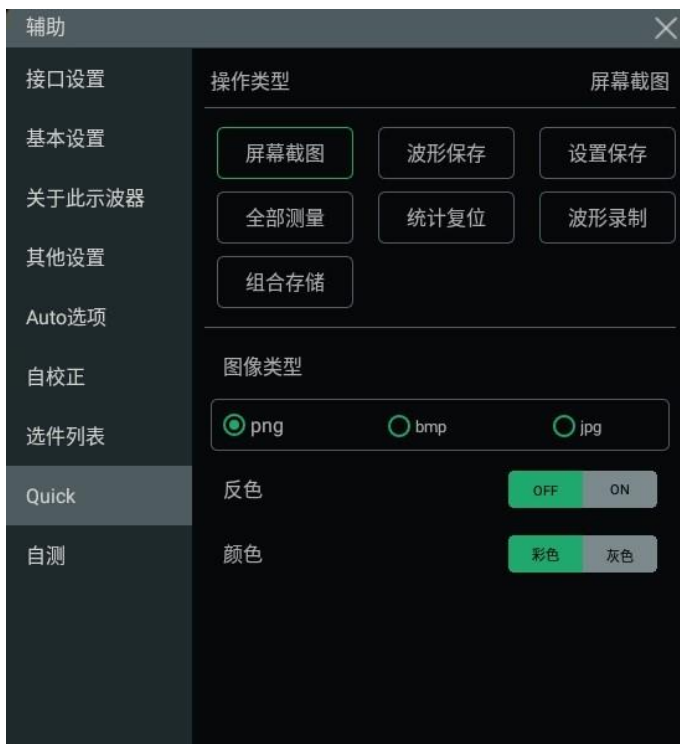 辅助
接口设置
基本设置
关于此示波器
其他设置
Auto选项
自校正
选件列表
Quick
自测
操作类型 屏幕截图
屏幕截图 波形保存 设置保存
全部测量 统计复位 波形录制
组合存储
图像类型
png bmp jpg
反色 OFF ON
颜色 彩色 灰色